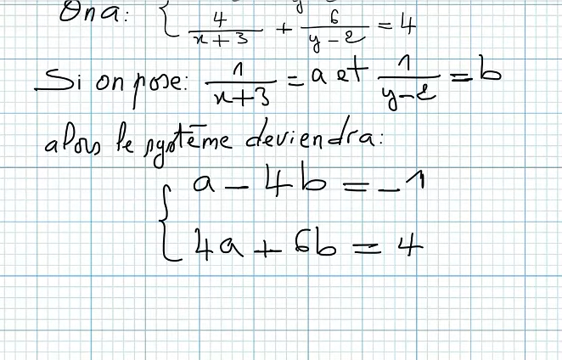 On a: {
4/(x+3) + 6/(y-2) = 4
Si on pose: 1/(x+3) = a et 1/(y-2) = b
alors le système deviendra:
{ a - 4b = -1
4a + 6b = 4